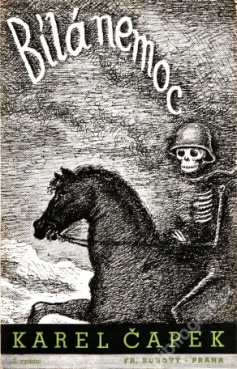 Bílá nemoc
KAREL ČAPEK
FR. BOROVÝ · PRAHA